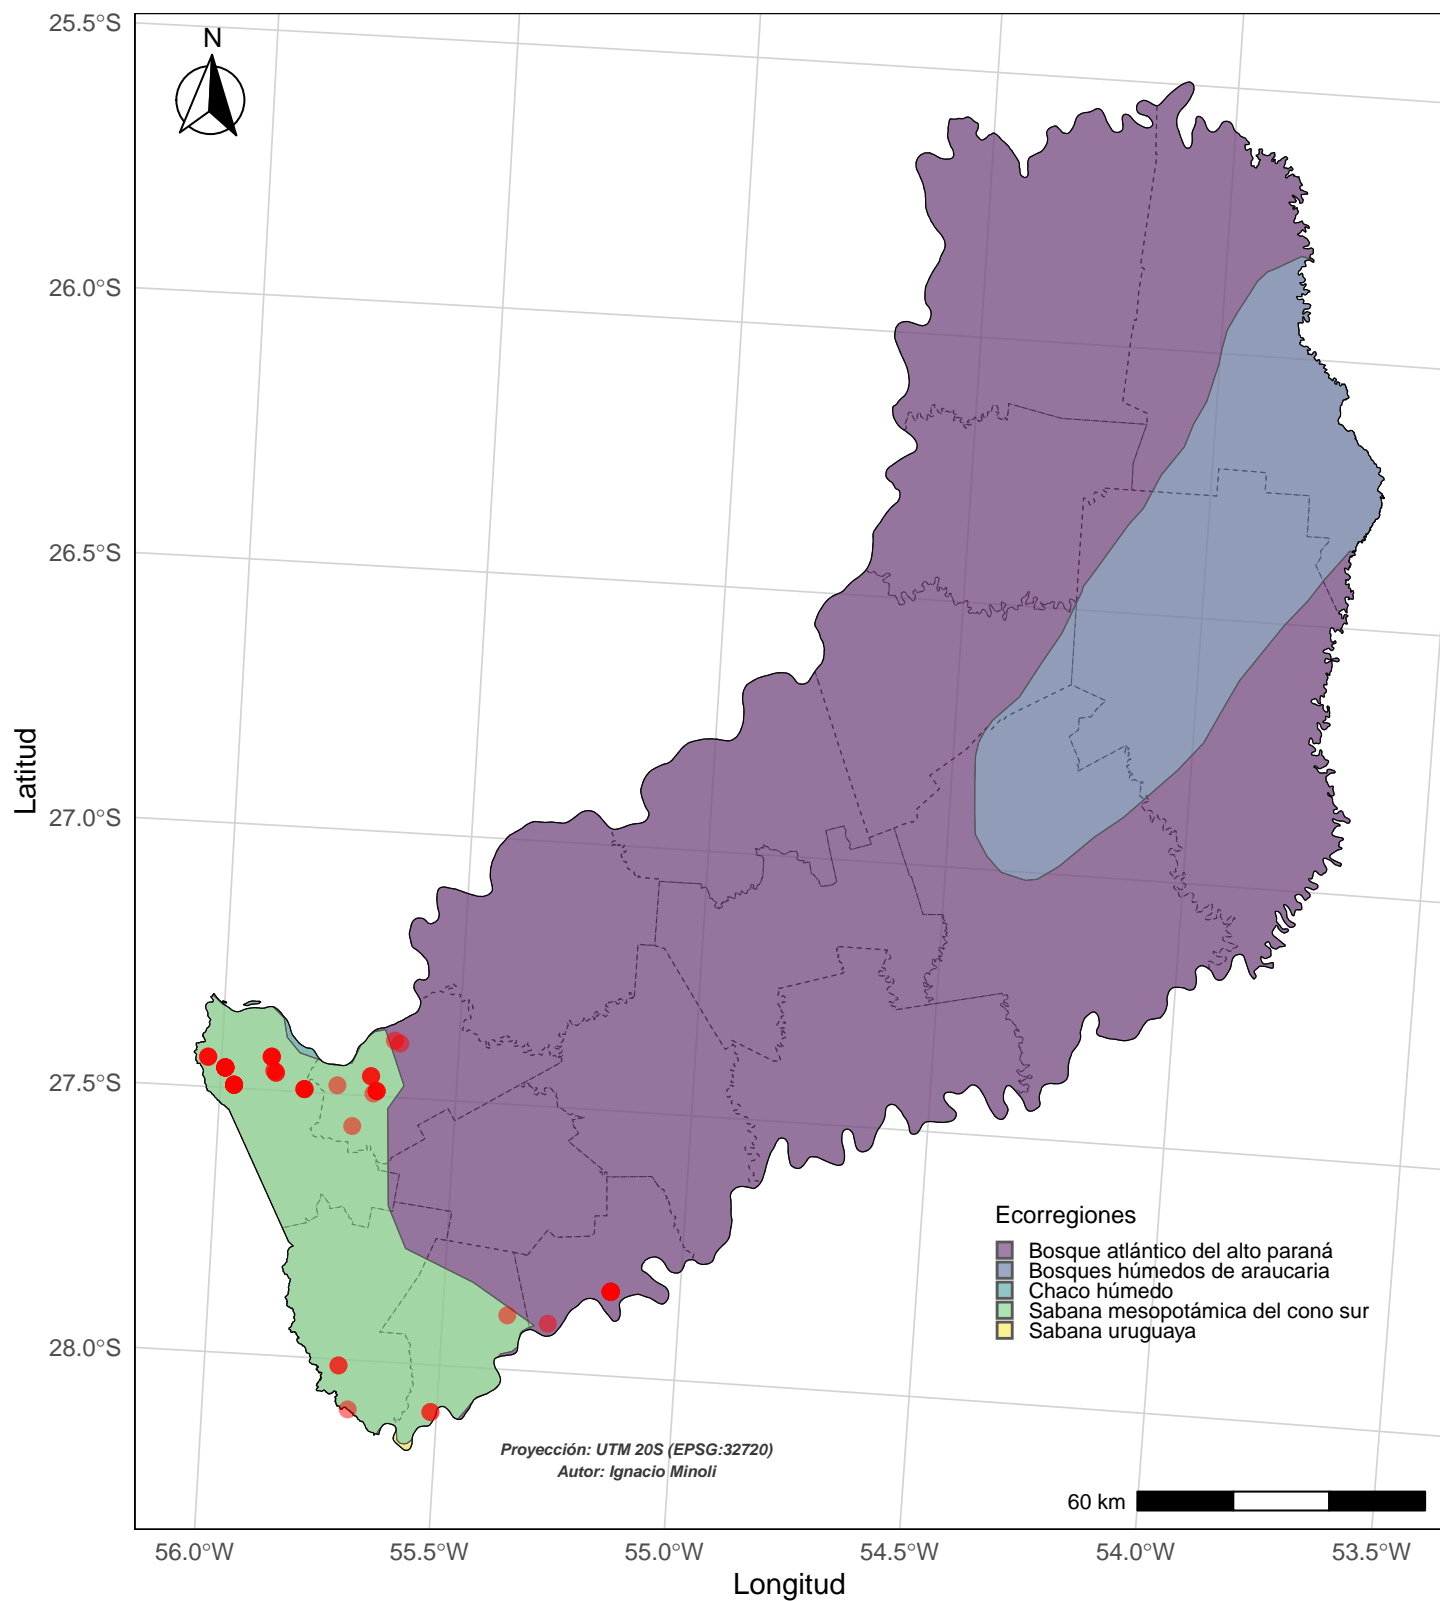 N
25.5°S
26.0°S
26.5°S
27.0°S
27.5°S
28.0°S
Latitud
Ecorregiones
Bosque atlántico del alto paraná
Bosques húmedos de araucaria
Chaco húmedo
Sabana mesopotámica del cono sur
Sabana uruguaya
Proyección: UTM 20S (EPSG:32720)
Autor: Ignacio Minoli
60 km
56.0°W
55.5°W
55.0°W
54.5°W
54.0°W
53.5°W
Longitud